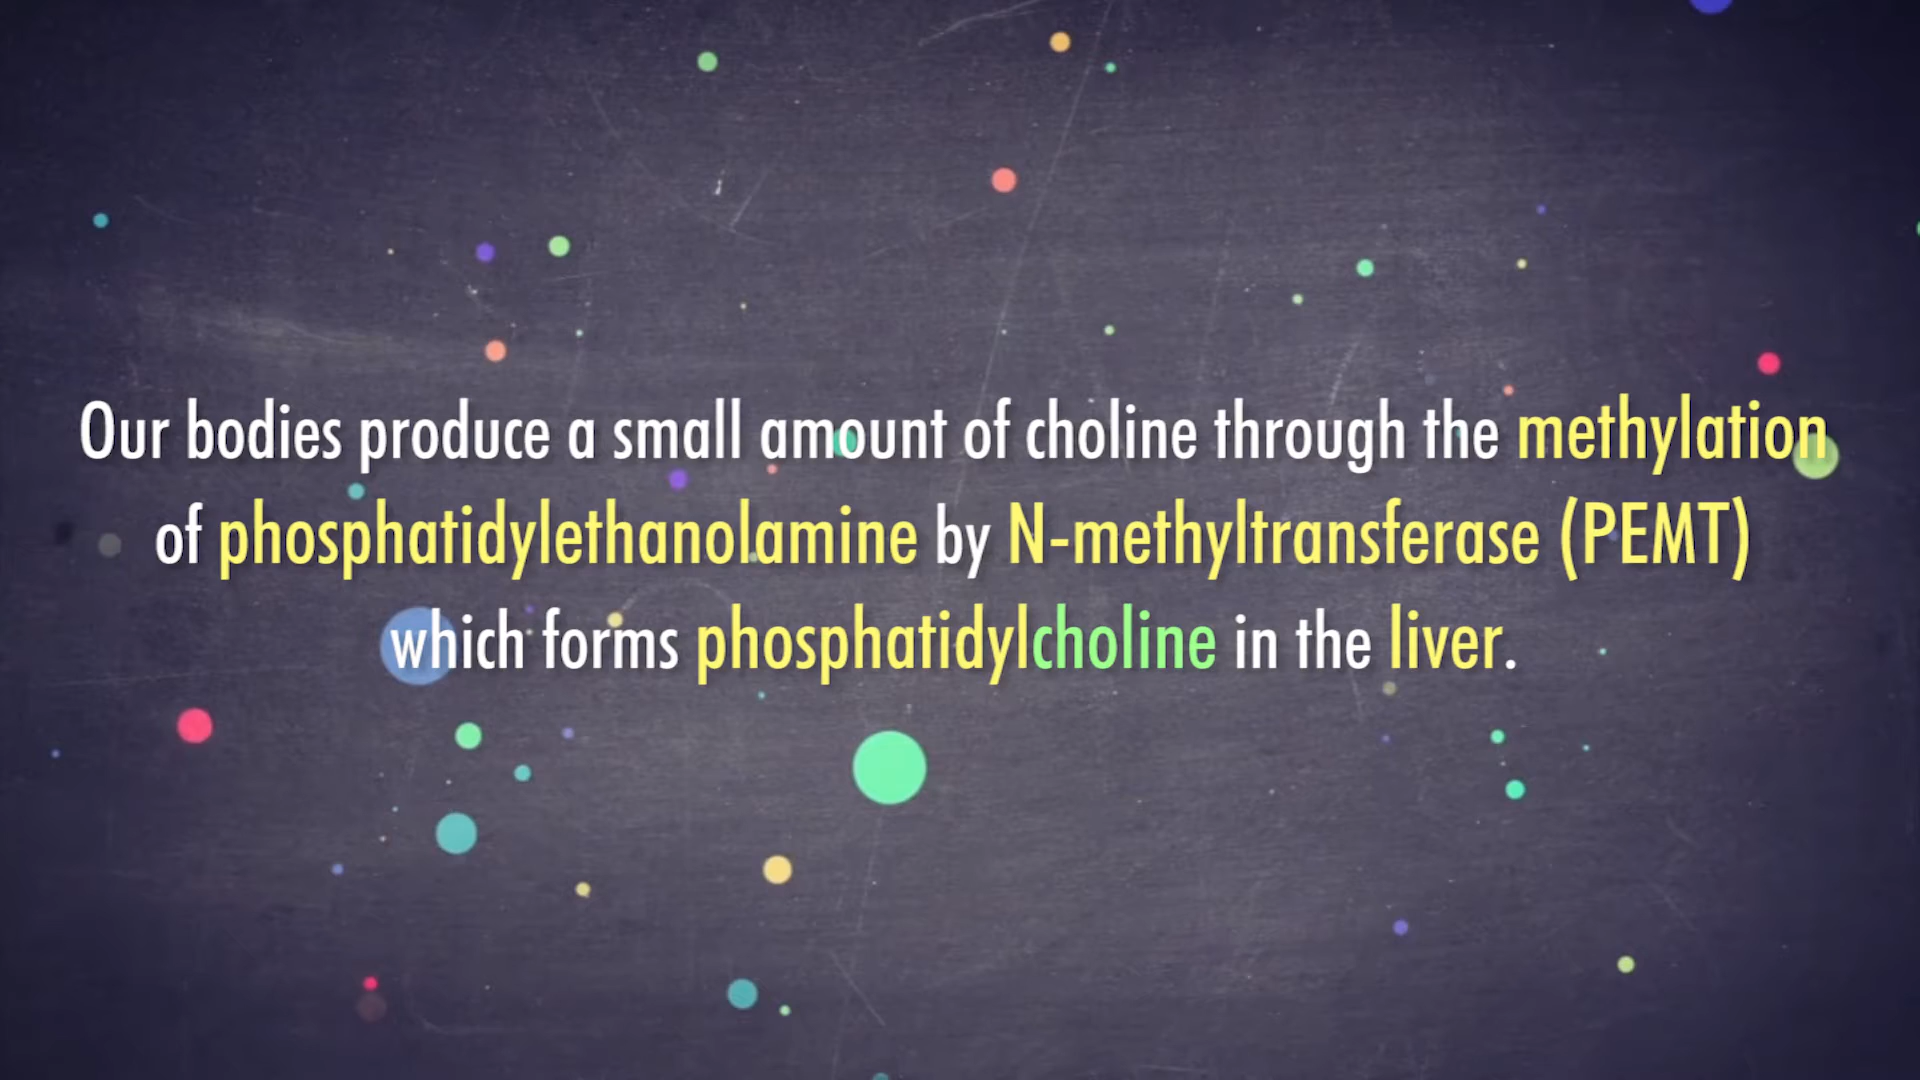 Our bodies produce a small amount of choline through the methylation
of phosphatidylethanolamine by N-methyltransferase (PEMT)
which forms phosphatidylcholine in the liver.